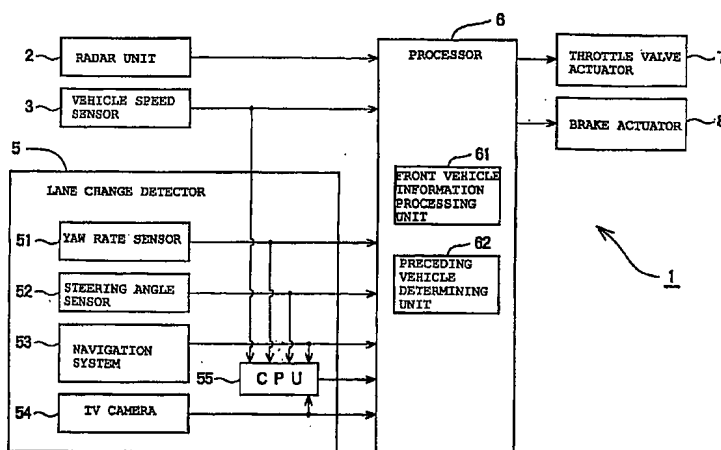 2
RADAR UNIT
3
VEHICLE SPEED
SENSOR
5
LANE CHANGE DETECTOR
51
YAW RATE SENSOR
52
STEERING ANGLE
SENSOR
53
NAVIGATION
SYSTEM
54
TV CAMERA
55
CPU
6
PROCESSOR
61
FRONT VEHICLE
INFORMATION
PROCESSING
UNIT
62
PRECEDING
VEHICLE
DETERMINING
UNIT
THROTTLE VALVE
ACTUATOR
7
BRAKE ACTUATOR
8
1